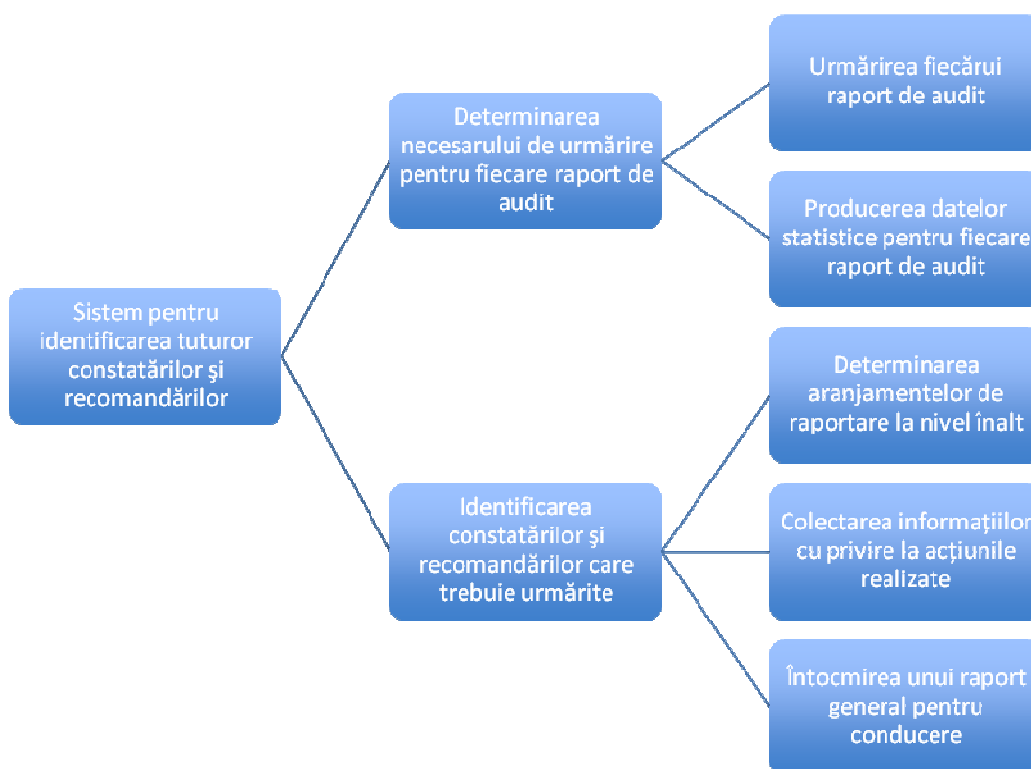 Sistem pentru
identificarea tuturor
constatărilor şi
recomandărilor
Determinarea
necesarului de urmărire
pentru fiecare raport de
audit
Urmărirea fiecărui
raport de audit
Producerea datelor
statistice pentru fiecare
raport de audit
Identificarea
constatărilor şi
recomandărilor care
trebuie urmărite
Determinarea
aranjamentelor de
raportare la nivel înalt
Colectarea informațiilor
cu privire la acțiunile
realizate
Întocmirea unui raport
general pentru
conducere